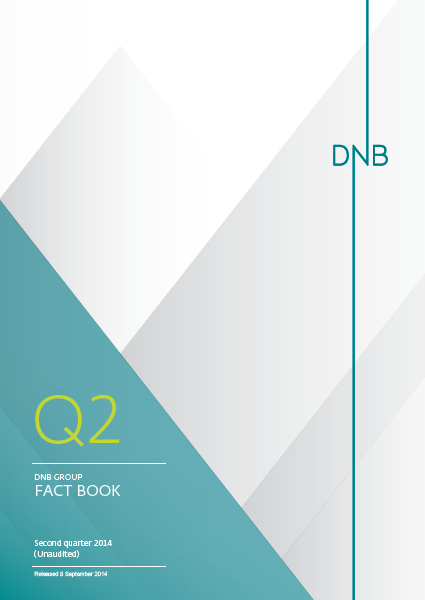 DNB
Q2
DNB GROUP
FACT BOOK
Second quarter 2014
(Unaudited)
Released 8 September 2014